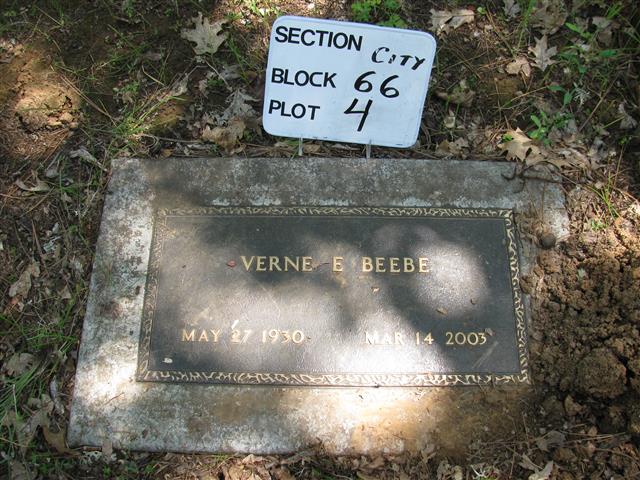 SECTION CITY
BLOCK 66
PLOT 4
VERNE E BEEBE
MAY 27 1930 MAR 14 2003